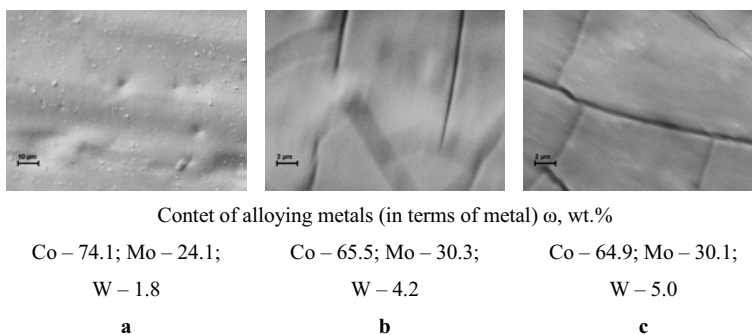 10 µm
2 µm
2 µm
Contet of alloying metals (in terms of metal) ω, wt.%
Co – 74.1; Mo – 24.1;
W – 1.8
a
Co – 65.5; Mo – 30.3;
W – 4.2
b
Co – 64.9; Mo – 30.1;
W – 5.0
c